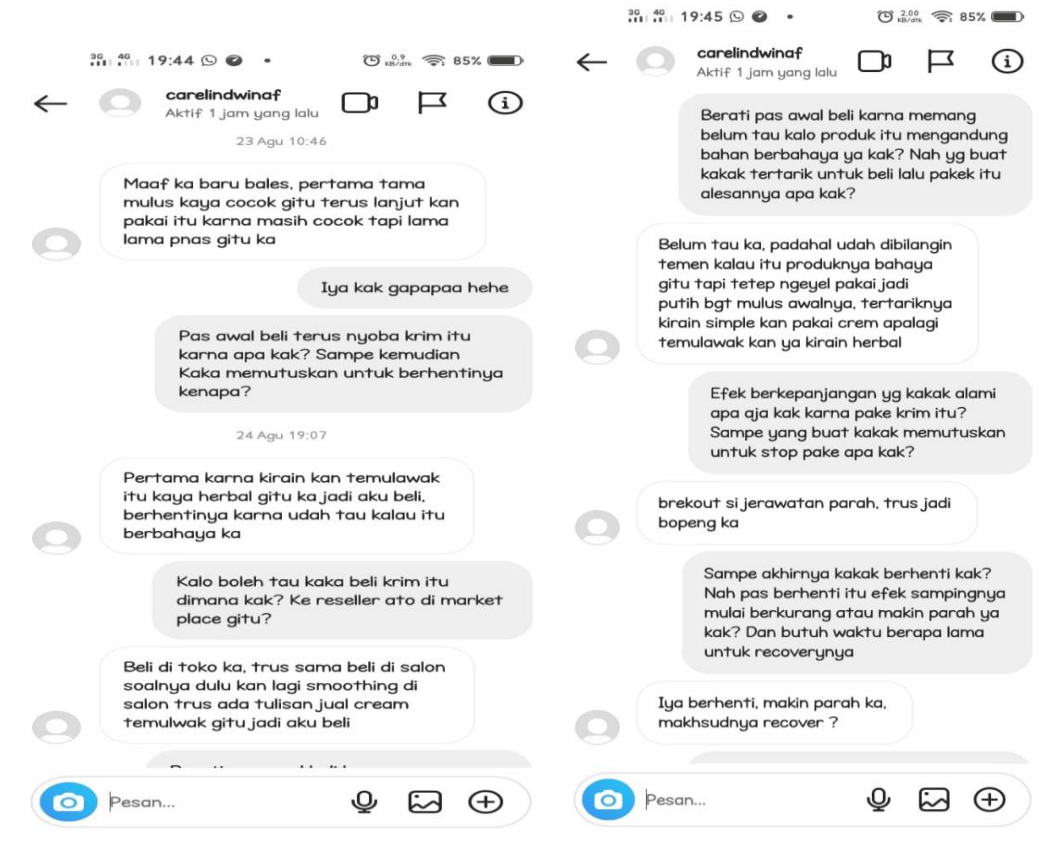 3G 4G 19:44 0,9 KB/dtk 85%
carelindwinaf
Aktif 1 jam yang lalu
23 Agu 10:46
Maaf ka baru bales, pertama tama
mulus kaya cocok gitu terus lanjut kan
pakai itu karna masih cocok tapi lama
lama pnas gitu ka
Iya kak gapapaa hehe
Pas awal beli terus nyoba krim itu
karna apa kak? Sampe kemudian
Kaka memutuskan untuk berhentinya
kenapa?
24 Agu 19:07
Pertama karna kirain kan temulawak
itu kaya herbal gitu ka jadi aku beli,
berhentinya karna udah tau kalau itu
berbahaya ka
Kalo boleh tau kaka beli krim itu
dimana kak? Ke reseller ato di market
place gitu?
Beli di toko ka, trus sama beli di salon
soalnya dulu kan lagi smoothing di
salon trus ada tulisan jual cream
temulwak gitu jadi aku beli
Pesan...
3G 4G 19:45 2,00 KB/dtk 85%
carelindwinaf
Aktif 1 jam yang lalu
Berati pas awal beli karna memang
belum tau kalo produk itu mengandung
bahan berbahaya ya kak? Nah yg buat
kakak tertarik untuk beli lalu pakek itu
alesannya apa kak?
Belum tau ka, padahal udah dibilangin
temen kalau itu produknya bahaya
gitu tapi tetep ngeyel pakai jadi
putih bgt mulus awalnya, tertariknya
kirain simple kan pakai crem apalagi
temulawak kan ya kirain herbal
Efek berkepanjangan yg kakak alami
apa aja kak karna pake krim itu?
Sampe yang buat kakak memutuskan
untuk stop pake apa kak?
brekout si jerawatan parah, trus jadi
bopeng ka
Sampe akhirnya kakak berhenti kak?
Nah pas berhenti itu efek sampingnya
mulai berkurang atau makin parah ya
kak? Dan butuh waktu berapa lama
untuk recoverynya
Iya berhenti, makin parah ka,
makhsudnya recover ?
Pesan...